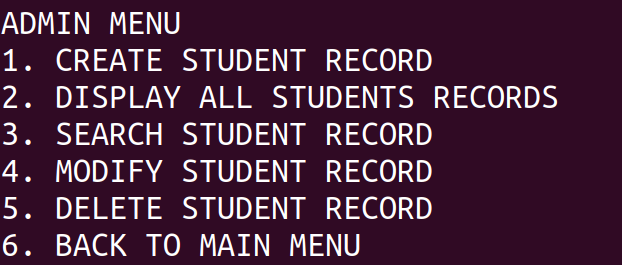 ADMIN MENU
1. CREATE STUDENT RECORD
2. DISPLAY ALL STUDENTS RECORDS
3. SEARCH STUDENT RECORD
4. MODIFY STUDENT RECORD
5. DELETE STUDENT RECORD
6. BACK TO MAIN MENU